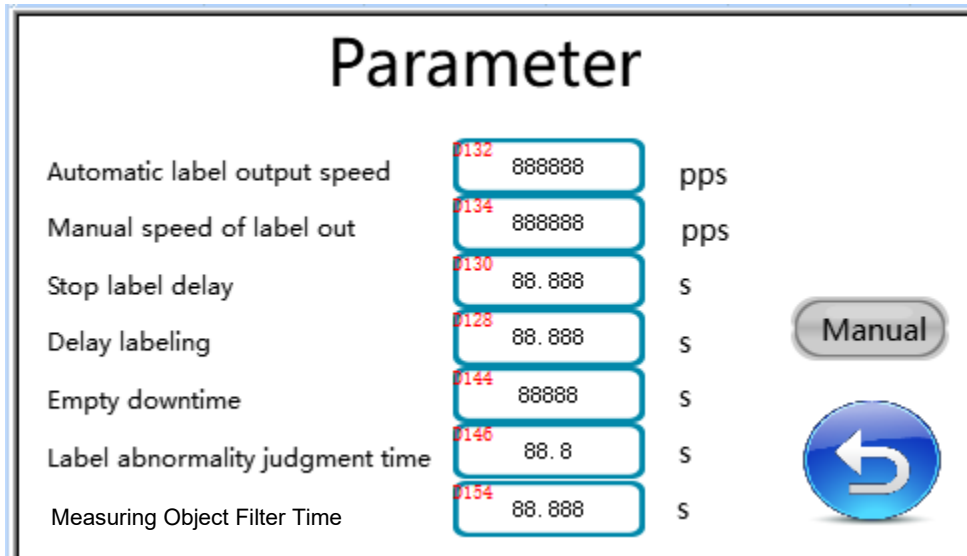 Parameter
Automatic label output speed D132 888888 pps
Manual speed of label out D134 888888 pps
Stop label delay D130 88.888 s
Delay labeling D128 88.888 s
Manual
Empty downtime D144 88888 s
Label abnormality judgment time D146 88.8 s
Measuring Object Filter Time D154 88.888 s